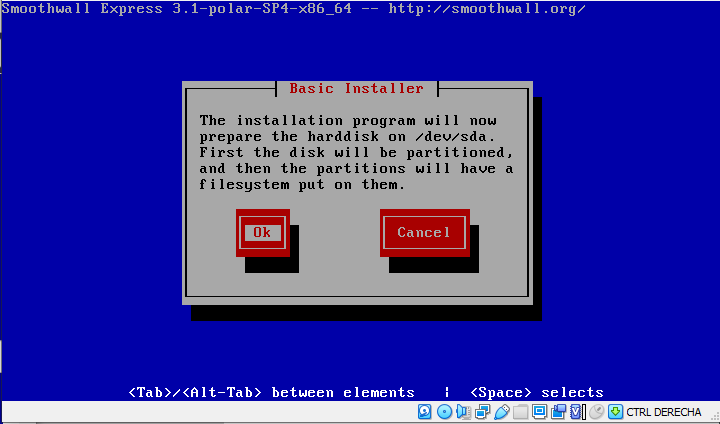 Smoothwall Express 3.1-polar-SP4-x86_64 -- http://smoothwall.org/
Basic Installer
The installation program will now
prepare the harddisk on /dev/sda.
First the disk will be partitioned,
and then the partitions will have a
filesystem put on them.
Ok Cancel
<Tab>/<Alt-Tab> between elements | <Space> selects
CTRL DERECHA